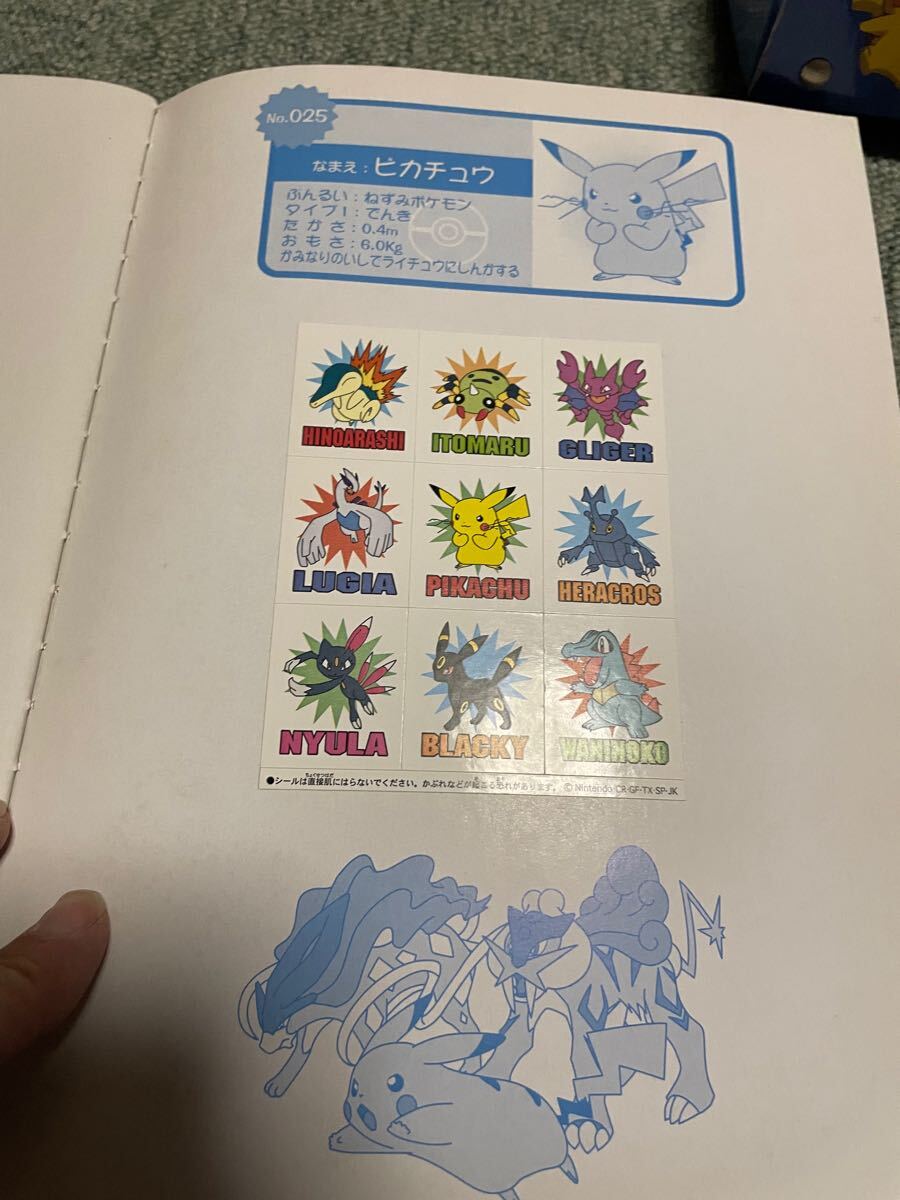 No.025
なまえ：ピカチュウ
ぶんるい：ねずみポケモン
タイプ1：でんき
たかさ：0.4m
おもさ：6.0Kg
かみなりのいしでライチュウにしんかする
HINOARASHI
ITOMARU
GLIGER
LUGIA
PIKACHU
HERACROS
NYULA
BLACKY
WANINOKO
●シールは直接肌にはらないでください。かぶれなどが起こる恐れがあります。 ©Nintendo・CR・GF・TX・SP・JK